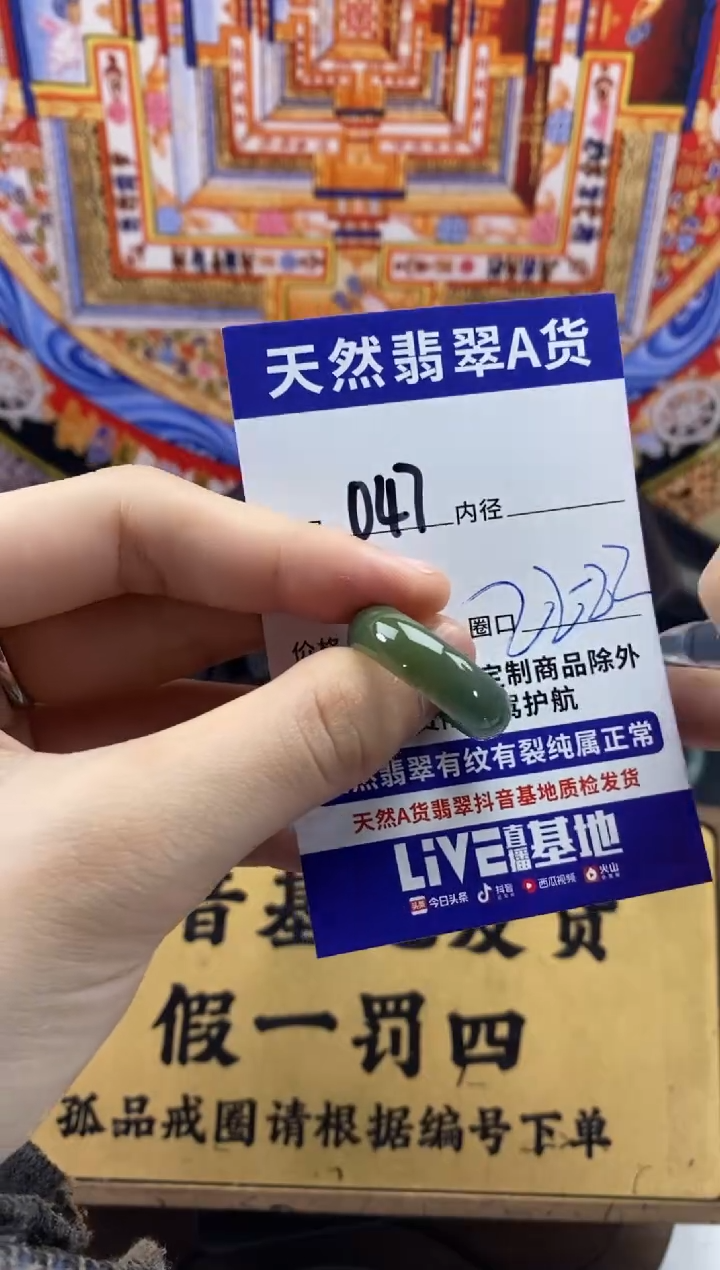 天然翡翠A货
047 内径
价格
圈口
定制商品除外
驾护航
然翡翠有纹有裂纯属正常
天然A货翡翠抖音基地质检发货
LiVE直播基地
头条 今日头条 抖音 西瓜视频 火山
音基地发货
假一罚四
孤品戒圈请根据编号下单